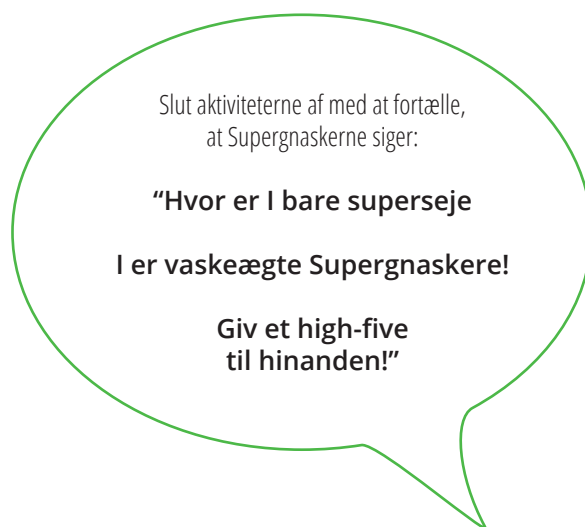 Slut aktiviteterne af med at fortælle,
at Supergnaskerne siger:
“Hvor er I bare superseje
I er vaskeægte Supergnaskere!
Giv et high-five
til hinanden!”